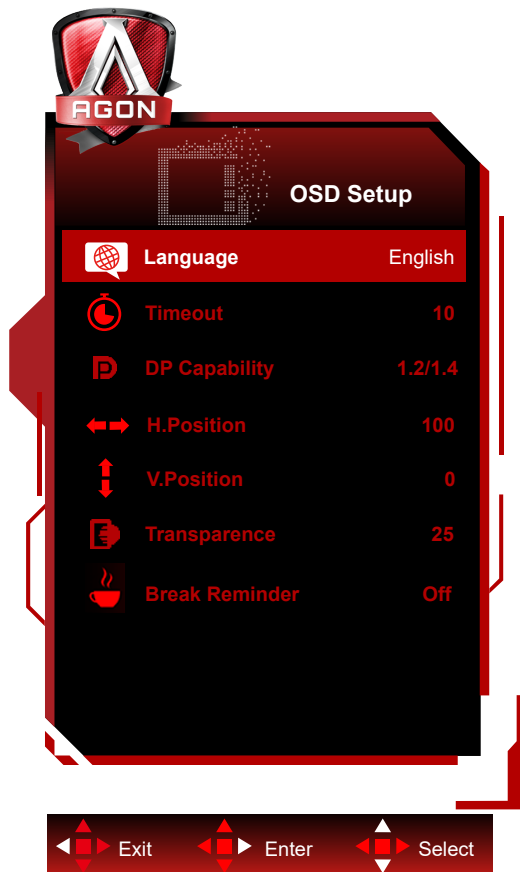 AGON
OSD Setup
Language English
Timeout 10
DP Capability 1.2/1.4
H.Position 100
V.Position 0
Transparence 25
Break Reminder Off
Exit Enter Select